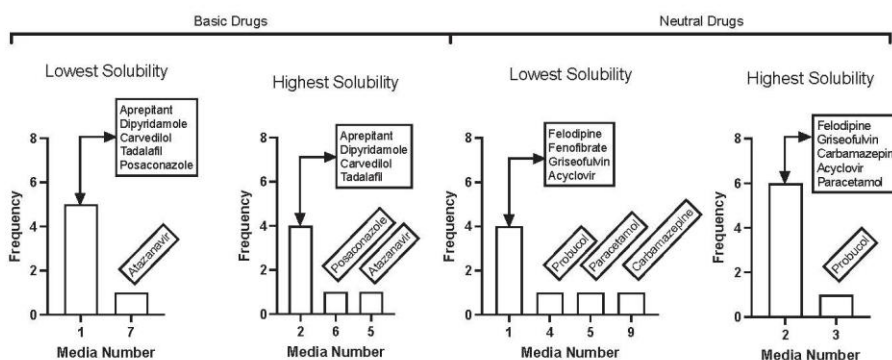 Basic Drugs
Neutral Drugs
Lowest Solubility
Aprepitant
Dipyridamole
Carvedilol
Tadalafil
Posaconazole
Atazanavir
8
6
4
2
0
Frequency
1 7
Media Number
Highest Solubility
Aprepitant
Dipyridamole
Carvedilol
Tadalafil
Posaconazole
Atazanavir
8
6
4
2
0
Frequency
2 6 5
Media Number
Lowest Solubility
Felodipine
Fenofibrate
Griseofulvin
Acyclovir
Probucol
Paracetamol
Carbamazepine
8
6
4
2
0
Frequency
1 4 5 9
Media Number
Highest Solubility
Felodipine
Griseofulvin
Carbamazepin
Acyclovir
Paracetamol
Probucol
8
6
4
2
0
Frequency
2 3
Media Number